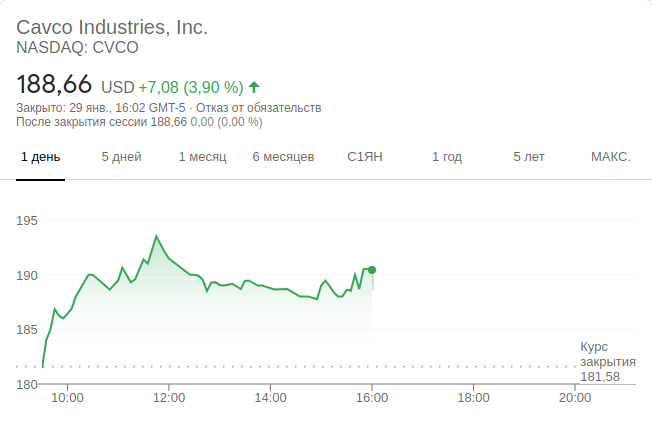 Cavco Industries, Inc.
NASDAQ: CVCO
188,66 USD +7,08 (3,90 %)
Закрыто: 29 янв., 16:02 GMT-5 · Отказ от обязательств
После закрытия сессии 188,66 0,00 (0,00 %)
1 день 5 дней 1 месяц 6 месяцев С1ЯН 1 год 5 лет МАКС.
195
190
185
Курс
закрытия
181,58
180
10:00 12:00 14:00 16:00 18:00 20:00